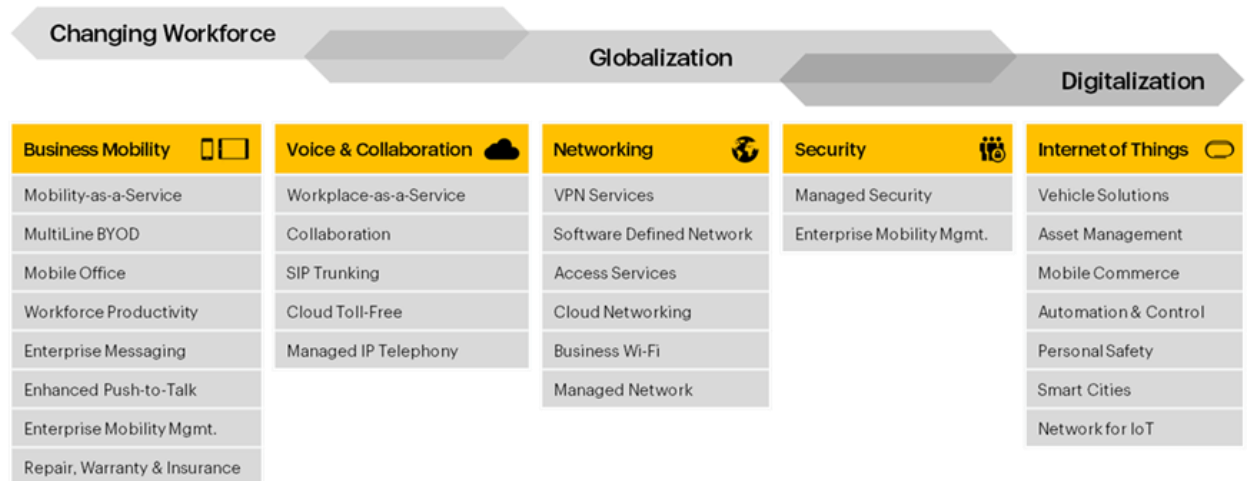 Changing Workforce
Globalization
Digitalization
Business Mobility
Mobility-as-a-Service
MultiLine BYOD
Mobile Office
Workforce Productivity
Enterprise Messaging
Enhanced Push-to-Talk
Enterprise Mobility Mgmt.
Repair, Warranty & Insurance
Voice & Collaboration
Workplace-as-a-Service
Collaboration
SIP Trunking
Cloud Toll-Free
Managed IP Telephony
Networking
VPN Services
Software Defined Network
Access Services
Cloud Networking
Business Wi-Fi
Managed Network
Security
Managed Security
Enterprise Mobility Mgmt.
Internet of Things
Vehicle Solutions
Asset Management
Mobile Commerce
Automation & Control
Personal Safety
Smart Cities
Network for IoT